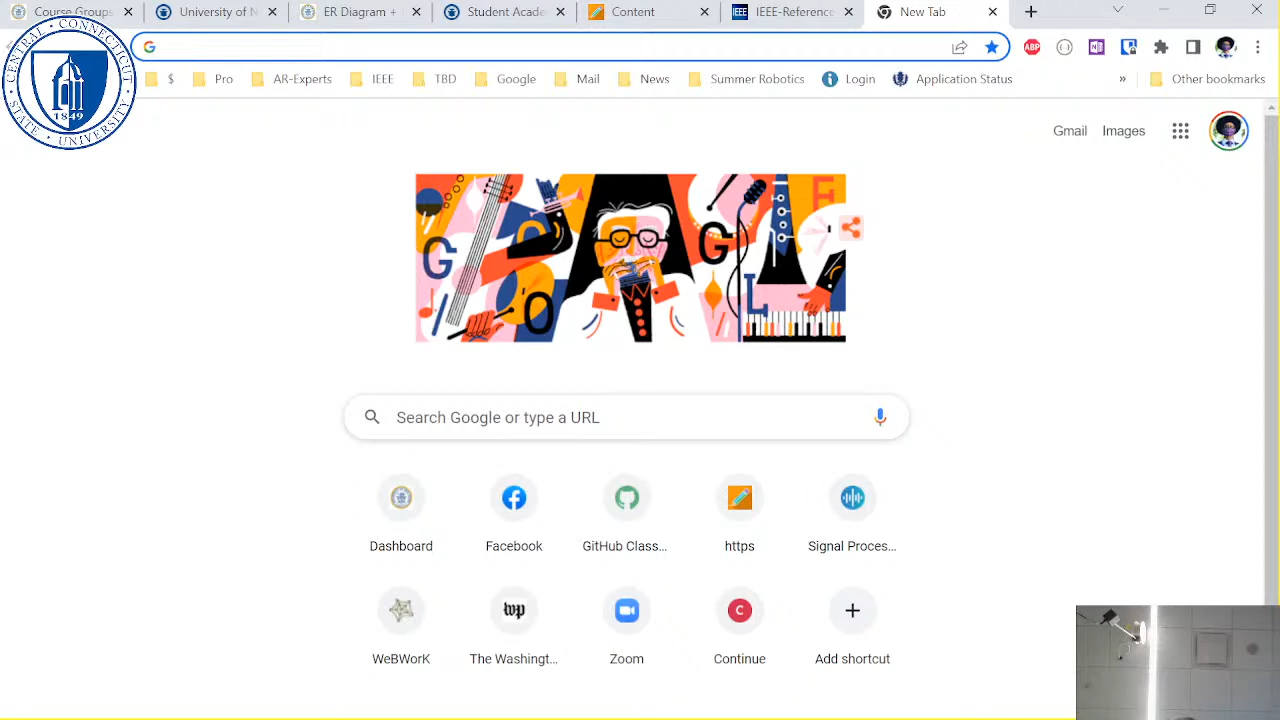 Course Groups
University of N
ER Diagram +
Student Acade
Content
IEEE-Reference
New Tab
CENTRAL CONNECTICUT
STATE UNIVERSITY
1849
ABP
$
Pro
AR-Experts
IEEE
TBD
Google
Mail
News
Summer Robotics
Login
Application Status
»
Other bookmarks
Gmail
Images
G O O G L E
Search Google or type a URL
Dashboard
Facebook
GitHub Class...
https
Signal Proces...
wp
C
WeBWorK
The Washingt...
Zoom
Continue
Add shortcut